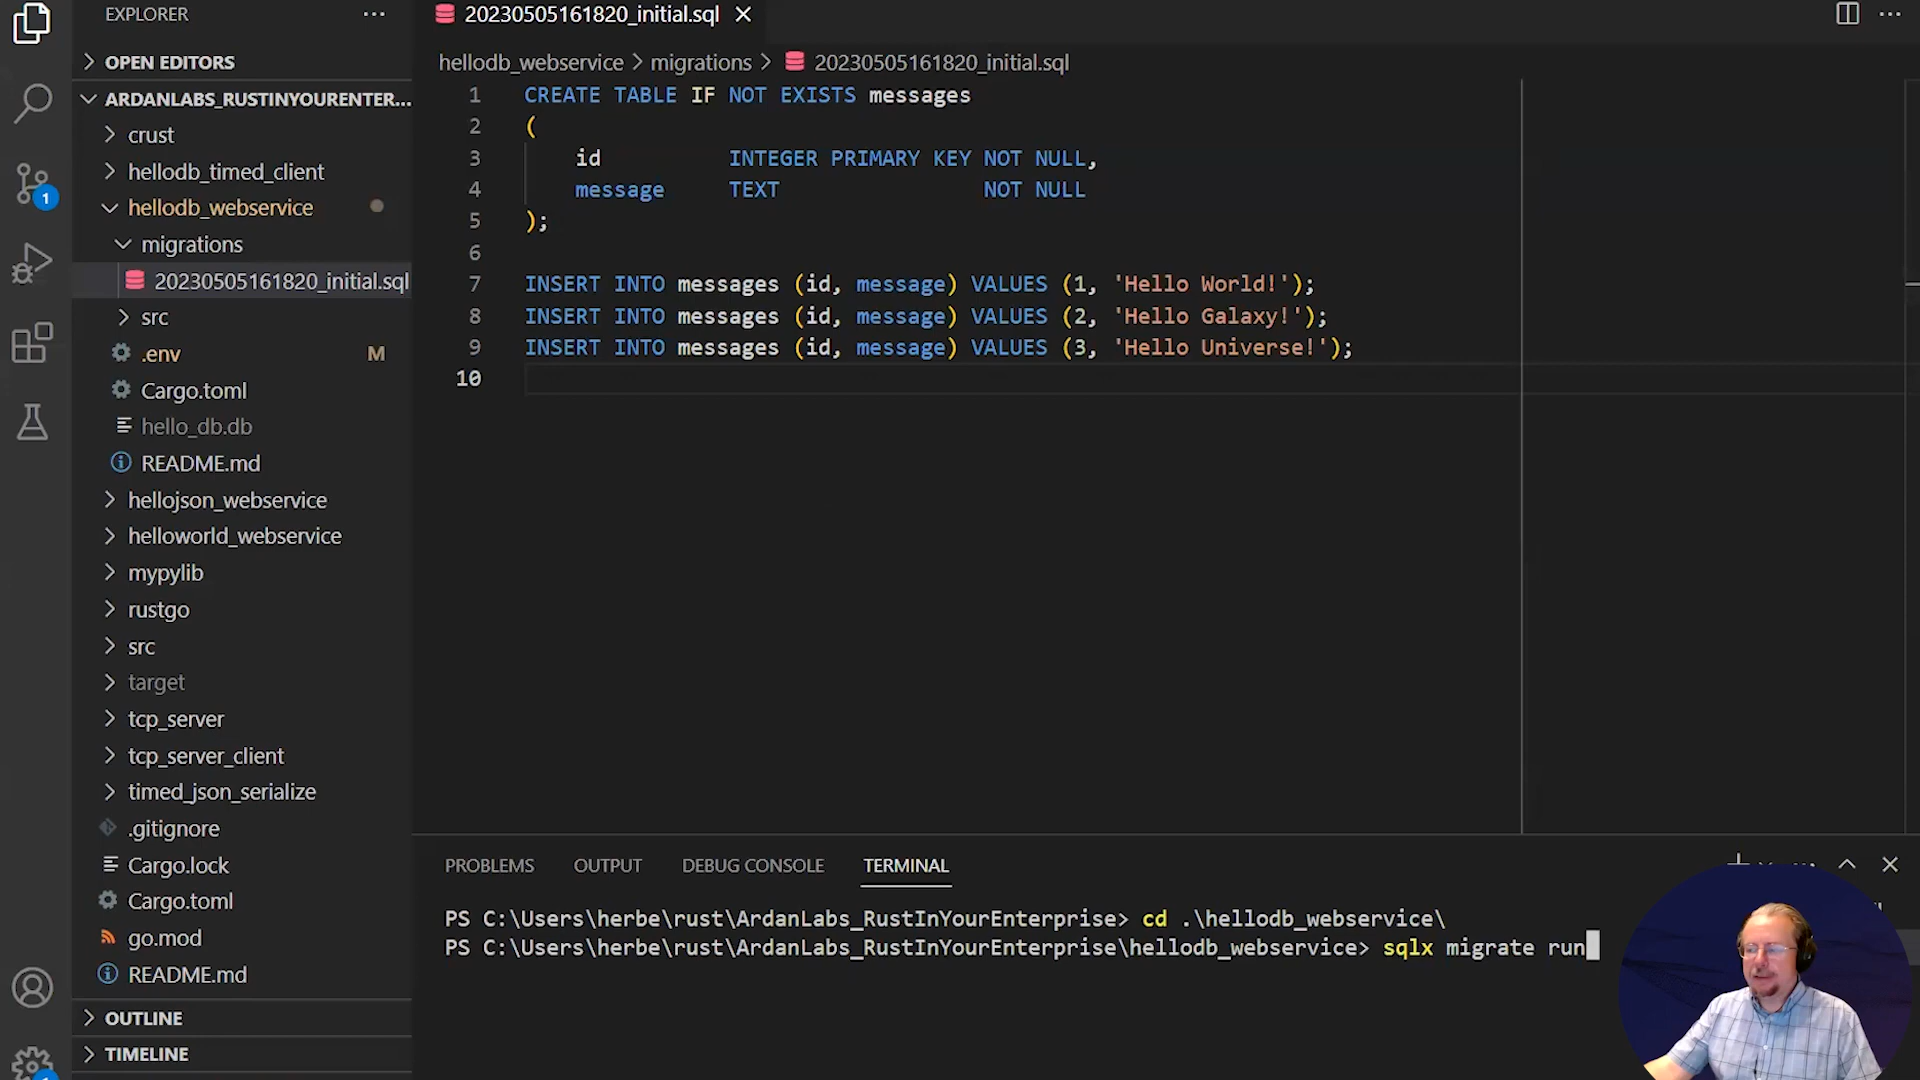 EXPLORER
OPEN EDITORS
ARDANLABS_RUSTINYOURENTER...
crust
hellodb_timed_client
hellodb_webservice
migrations
20230505161820_initial.sql
src
.env M
Cargo.toml
hello_db.db
README.md
hellojson_webservice
helloworld_webservice
mypylib
rustgo
src
target
tcp_server
tcp_server_client
timed_json_serialize
.gitignore
Cargo.lock
Cargo.toml
go.mod
README.md
OUTLINE
TIMELINE
1
20230505161820_initial.sql
hellodb_webservice > migrations > 20230505161820_initial.sql
1 CREATE TABLE IF NOT EXISTS messages
2 (
3 id INTEGER PRIMARY KEY NOT NULL,
4 message TEXT NOT NULL
5 );
6
7 INSERT INTO messages (id, message) VALUES (1, 'Hello World!');
8 INSERT INTO messages (id, message) VALUES (2, 'Hello Galaxy!');
9 INSERT INTO messages (id, message) VALUES (3, 'Hello Universe!');
10
PROBLEMS OUTPUT DEBUG CONSOLE TERMINAL
PS C:\Users\herbe\rust\ArdanLabs_RustInYourEnterprise> cd .\hellodb_webservice\
PS C:\Users\herbe\rust\ArdanLabs_RustInYourEnterprise\hellodb_webservice> sqlx migrate run